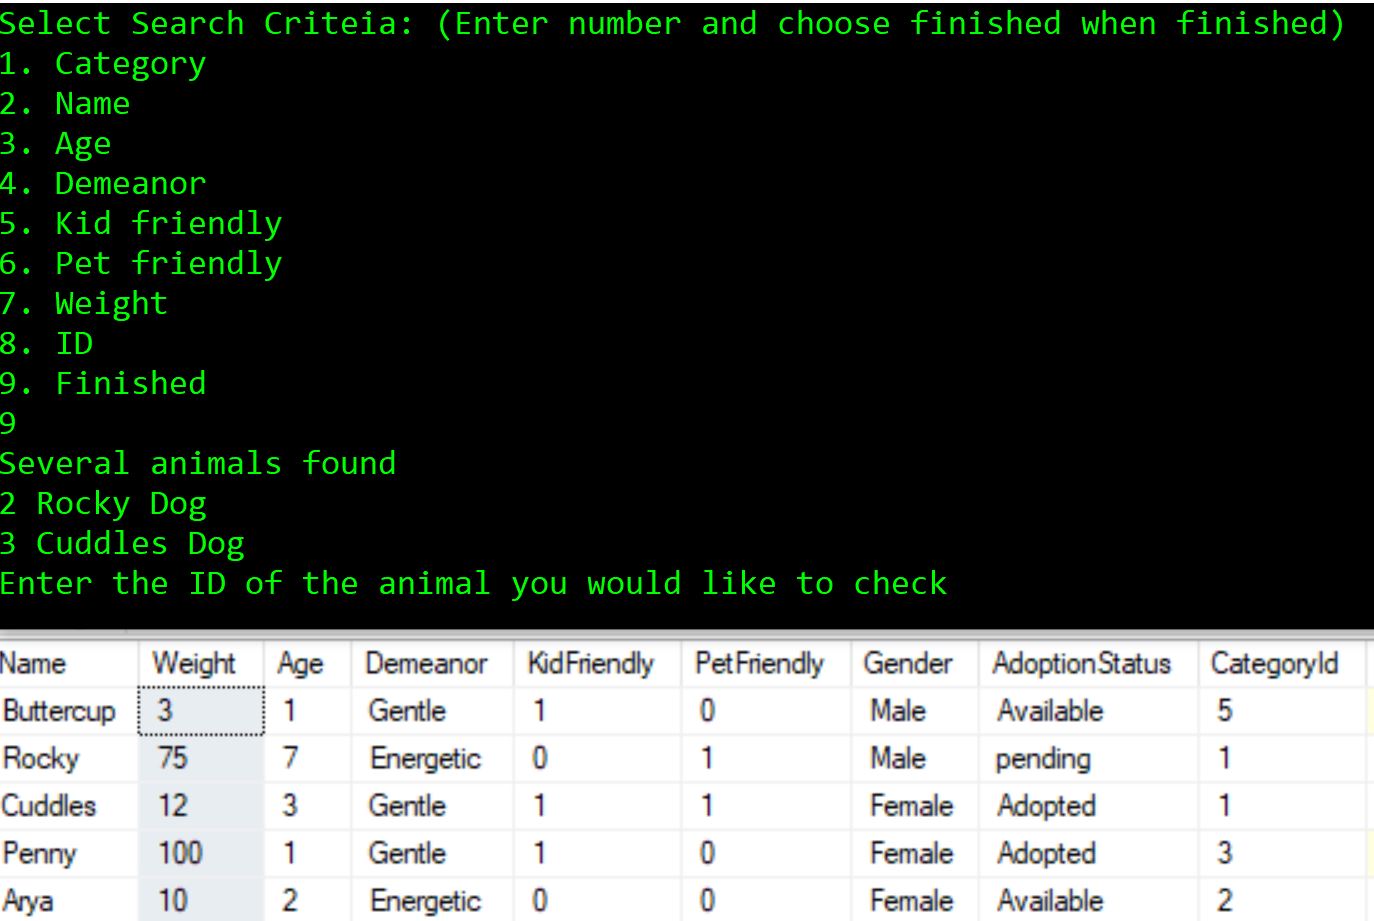 Select Search Criteia: (Enter number and choose finished when finished)
1. Category
2. Name
3. Age
4. Demeanor
5. Kid friendly
6. Pet friendly
7. Weight
8. ID
9. Finished
9
Several animals found
2 Rocky Dog
3 Cuddles Dog
Enter the ID of the animal you would like to check
Name Weight Age Demeanor KidFriendly PetFriendly Gender AdoptionStatus CategoryId
Buttercup 3 1 Gentle 1 0 Male Available 5
Rocky 75 7 Energetic 0 1 Male pending 1
Cuddles 12 3 Gentle 1 1 Female Adopted 1
Penny 100 1 Gentle 1 0 Female Adopted 3
Arya 10 2 Energetic 0 0 Female Available 2